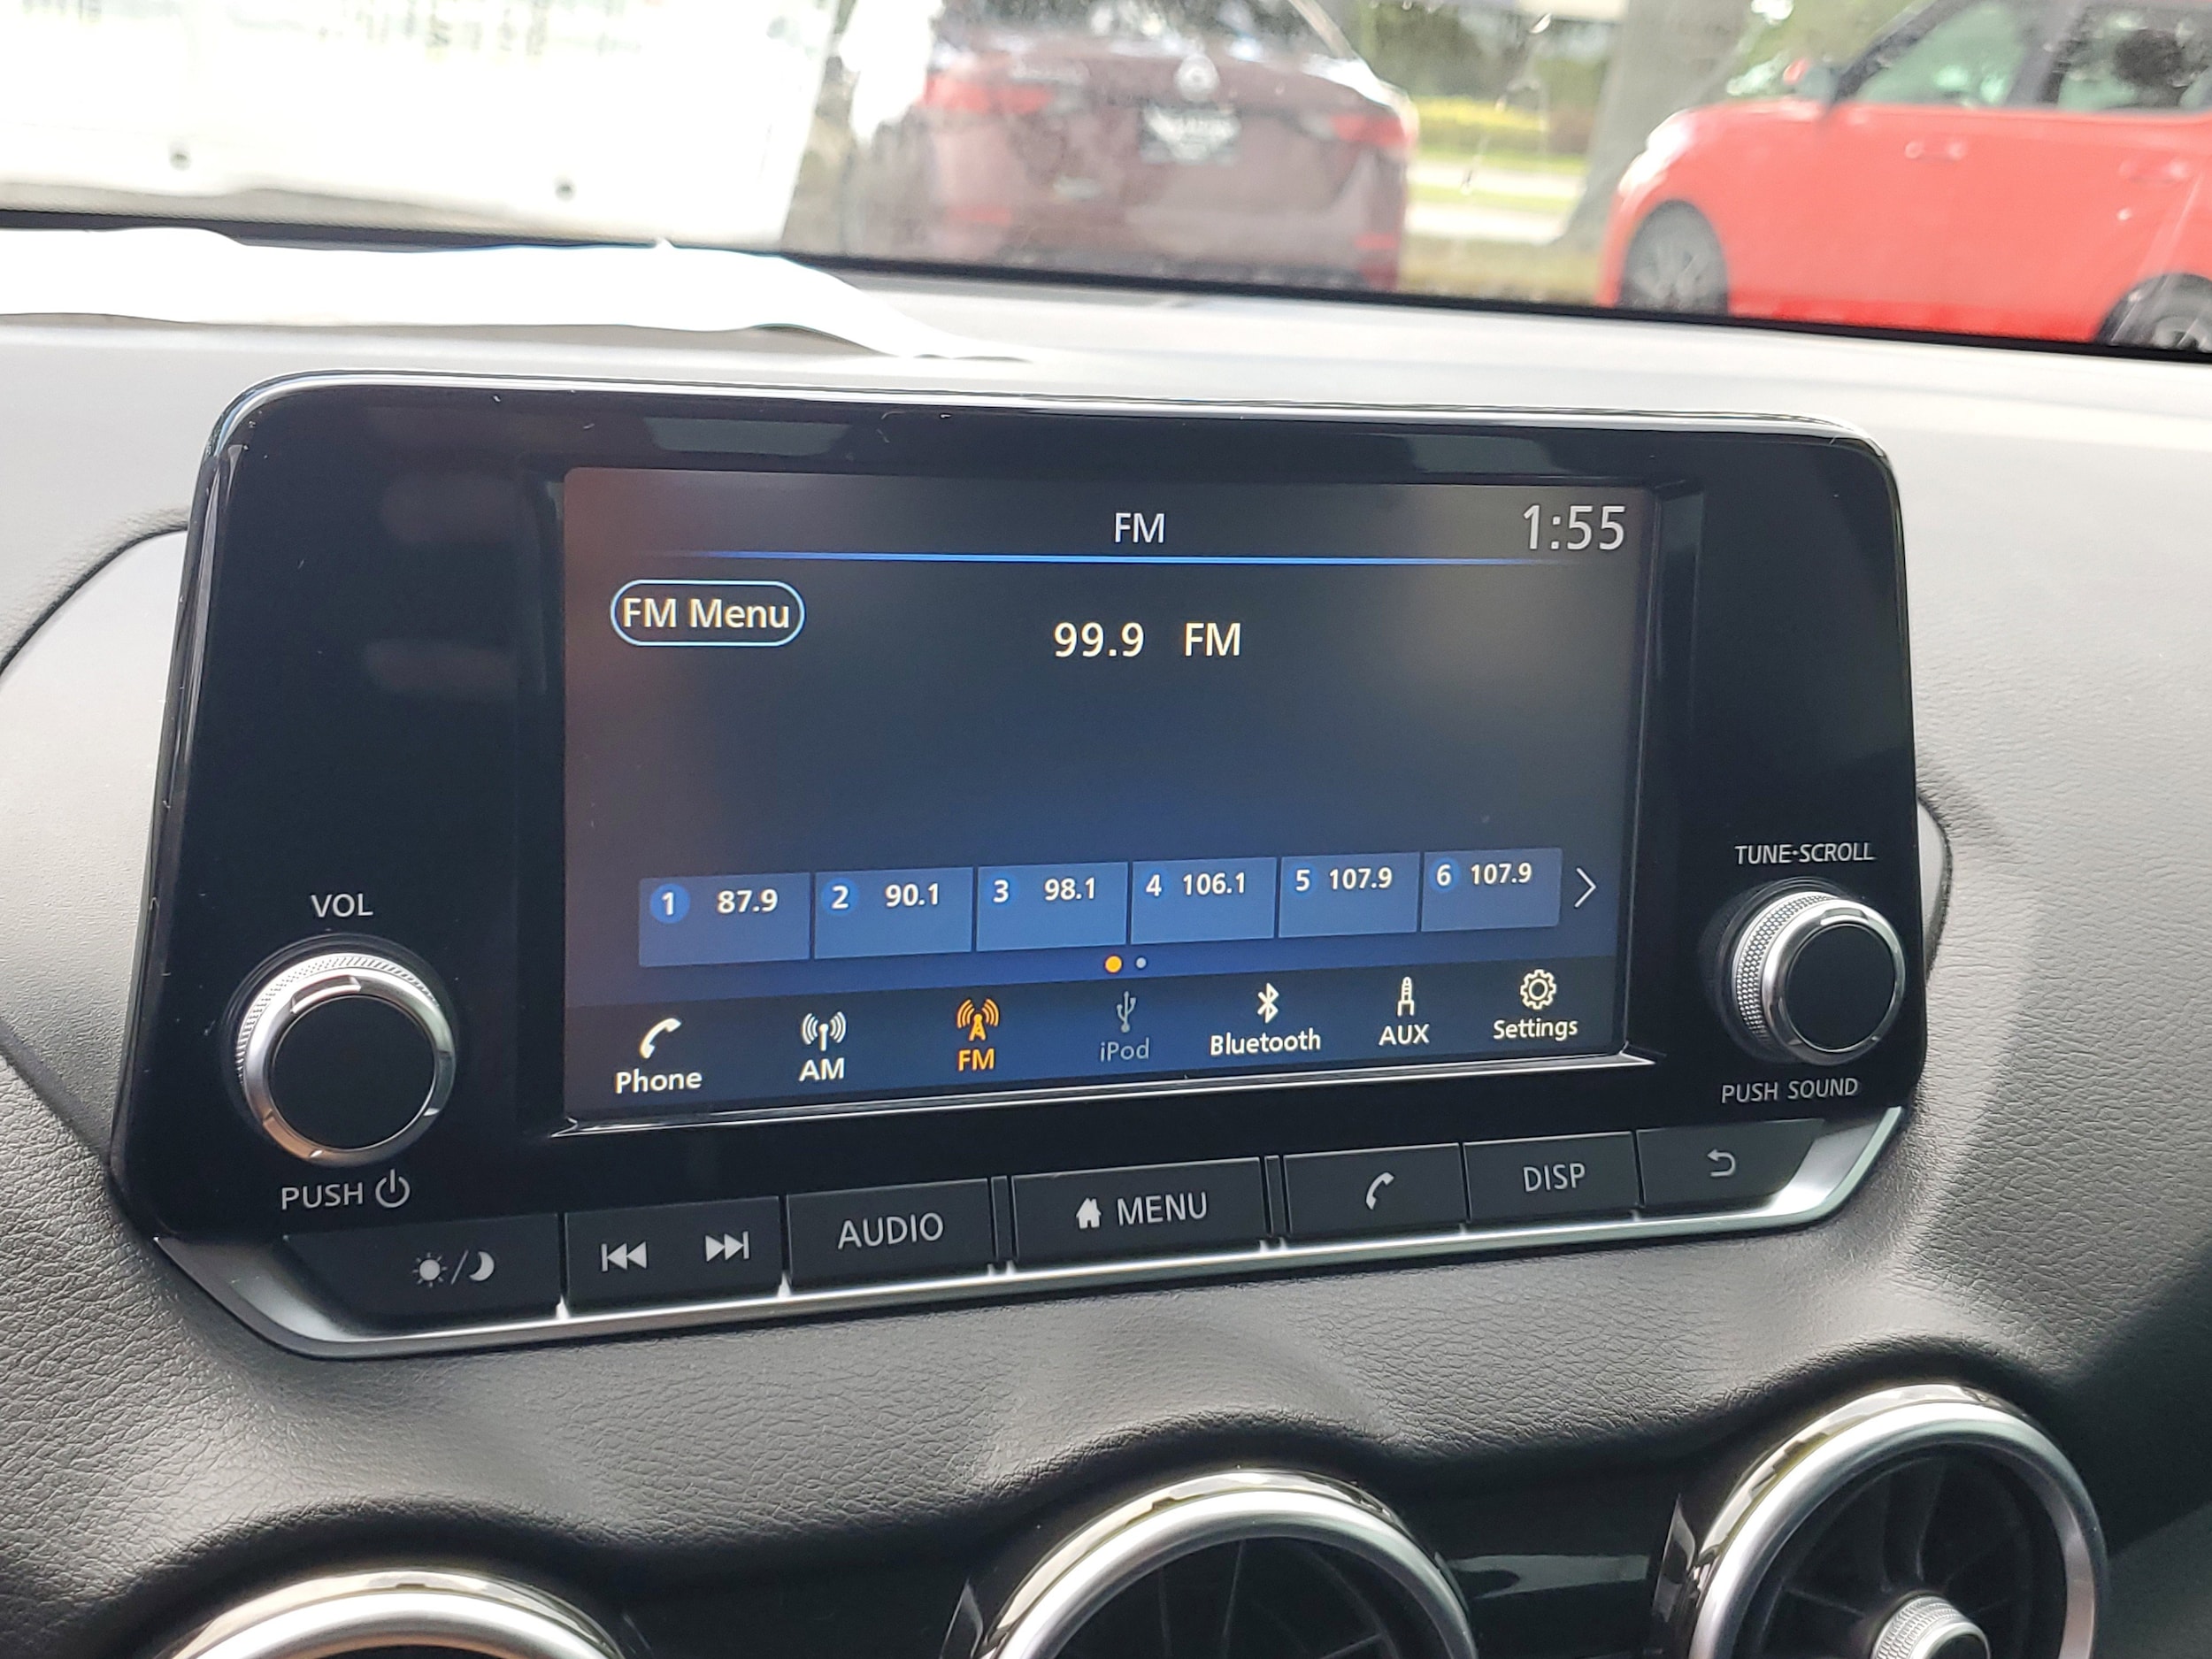 FM
1:55
FM Menu
99.9 FM
1 87.9 2 90.1 3 98.1 4 106.1 5 107.9 6 107.9
Phone AM FM iPod Bluetooth AUX Settings
VOL
PUSH
TUNE·SCROLL
PUSH SOUND
AUDIO MENU DISP